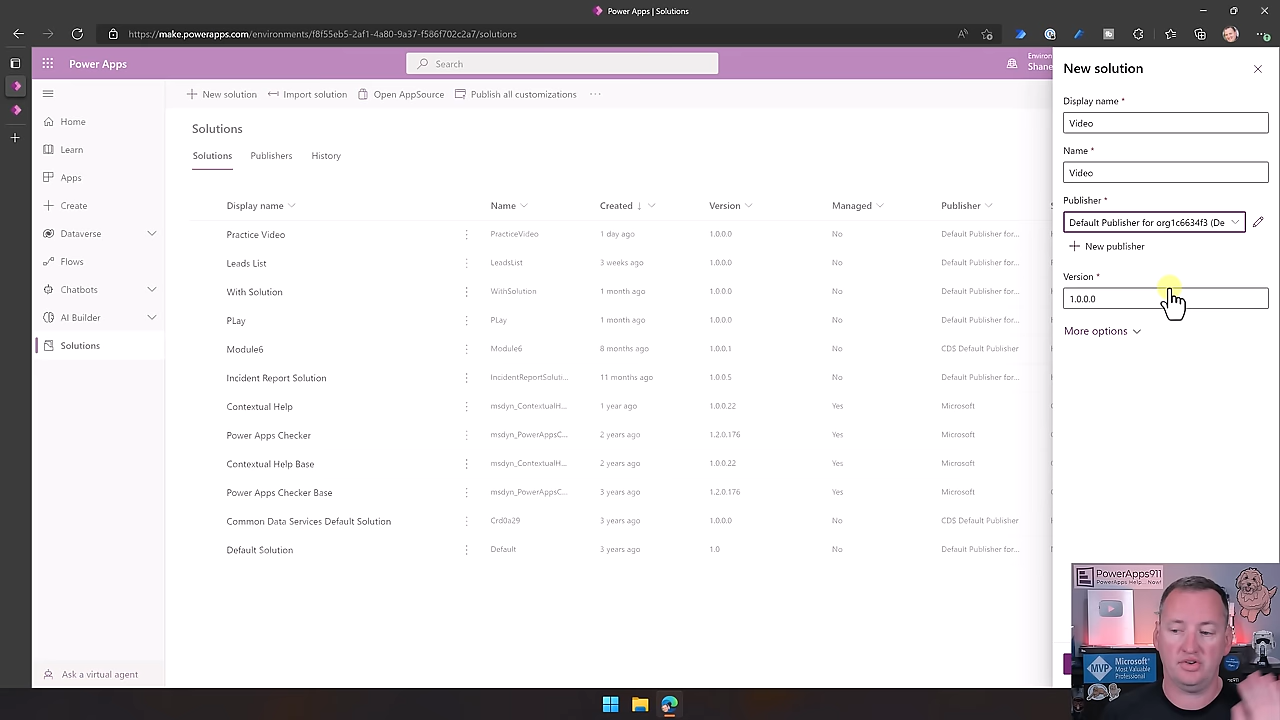 Power Apps | Solutions
https://make.powerapps.com/environments/f8f55eb5-2af1-4a80-9a37-f586f702c2a7/solutions
Power Apps
Search
Environ
Shane
New solution
Import solution
Open AppSource
Publish all customizations
Home
Learn
Apps
Create
Dataverse
Flows
Chatbots
AI Builder
Solutions
Ask a virtual agent
Solutions
Solutions Publishers History
Display name Name Created ↓ Version Managed Publisher
Practice Video PracticeVideo 1 day ago 1.0.0.0 No Default Publisher for...
Leads List LeadsList 3 weeks ago 1.0.0.0 No Default Publisher for...
With Solution WithSolution 1 month ago 1.0.0.0 No Default Publisher for...
PLay PLay 1 month ago 1.0.0.0 No Default Publisher for...
Module6 Module6 8 months ago 1.0.0.1 No CDS Default Publisher
Incident Report Solution IncidentReportSoluti... 11 months ago 1.0.0.5 No Default Publisher for...
Contextual Help msdyn_ContextualH... 1 year ago 1.0.0.22 Yes Microsoft
Power Apps Checker msdyn_PowerAppsC... 2 years ago 1.2.0.176 Yes Microsoft
Contextual Help Base msdyn_ContextualH... 2 years ago 1.0.0.22 Yes Microsoft
Power Apps Checker Base msdyn_PowerAppsC... 3 years ago 1.2.0.176 Yes Microsoft
Common Data Services Default Solution Crd0a29 3 years ago 1.0.0.0 No CDS Default Publisher
Default Solution Default 3 years ago 1.0 No Default Publisher for...
New solution
Display name *
Video
Name *
Video
Publisher *
Default Publisher for org1c6634f3 (De
New publisher
Version *
1.0.0.0
More options
PowerApps911
PowerApps Help... Now!
Microsoft®
MVP
Most Valuable
Professional